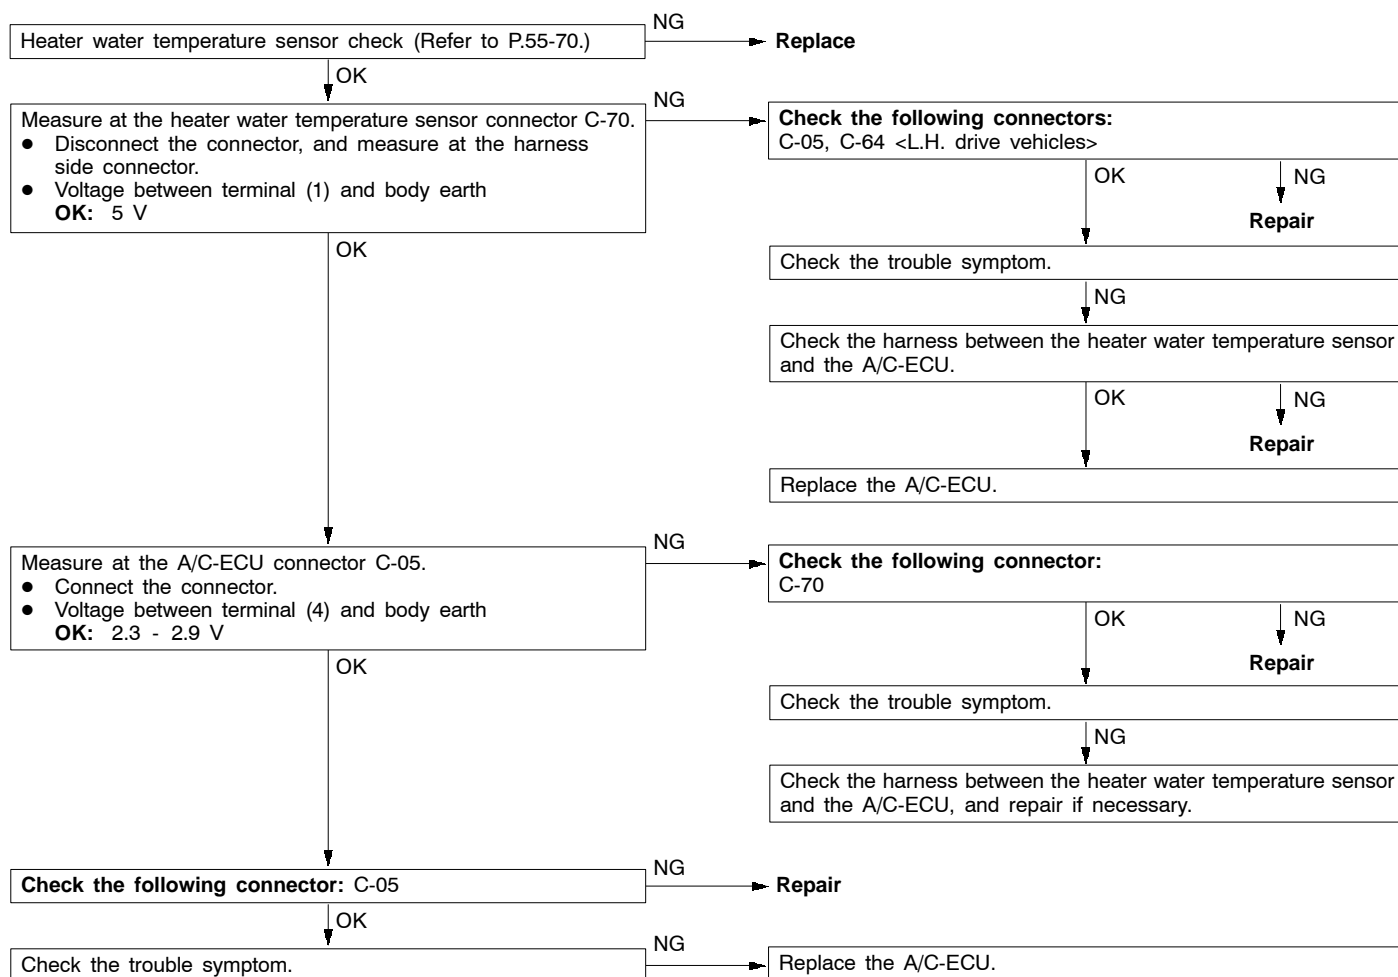 Heater water temperature sensor check (Refer to P.55-70.)
NG
Replace
OK
Measure at the heater water temperature sensor connector C-70.
● Disconnect the connector, and measure at the harness
side connector.
● Voltage between terminal (1) and body earth
OK: 5 V
NG
Check the following connectors:
C-05, C-64 <L.H. drive vehicles>
OK
NG
Repair
Check the trouble symptom.
NG
Check the harness between the heater water temperature sensor
and the A/C-ECU.
OK
NG
Repair
Replace the A/C-ECU.
OK
Measure at the A/C-ECU connector C-05.
● Connect the connector.
● Voltage between terminal (4) and body earth
OK: 2.3 - 2.9 V
NG
Check the following connector:
C-70
OK
NG
Repair
Check the trouble symptom.
NG
Check the harness between the heater water temperature sensor
and the A/C-ECU, and repair if necessary.
OK
Check the following connector: C-05
NG
Repair
OK
Check the trouble symptom.
NG
Replace the A/C-ECU.